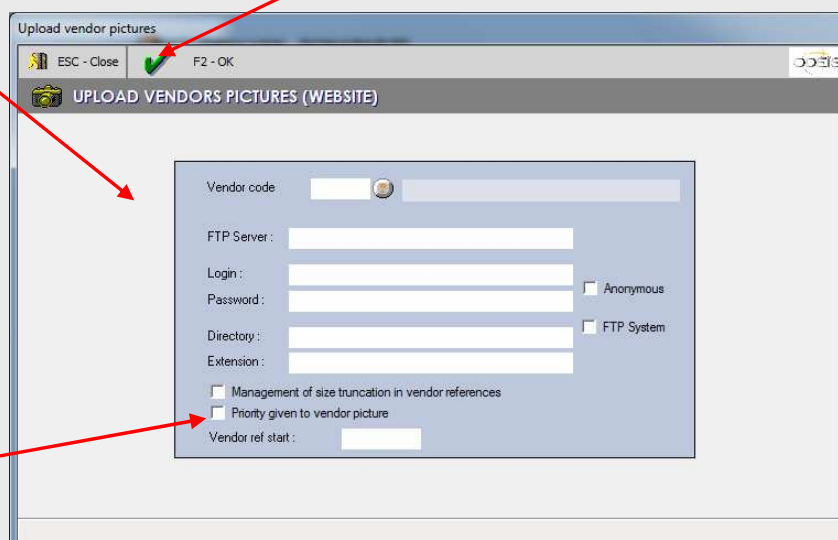 Upload vendor pictures
ESC - Close F2 - OK
UPLOAD VENDORS PICTURES (WEBSITE)
Vendor code
FTP Server :
Login :
Anonymous
Password :
FTP System
Directory :
Extension :
Management of size truncation in vendor references
Priority given to vendor picture
Vendor ref start :